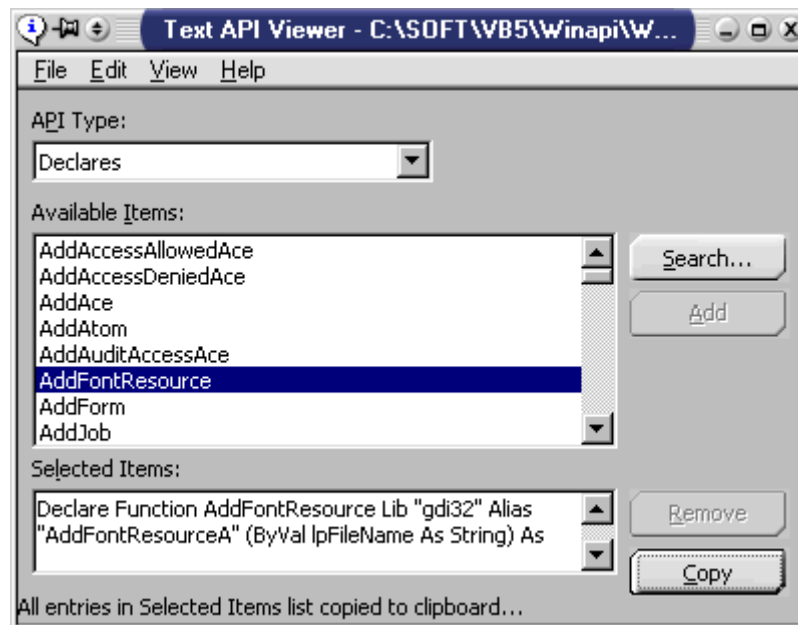 Text API Viewer - C:\SOFT\VB5\Winapi\W...
File Edit View Help
API Type:
Declares
Available Items:
AddAccessAllowedAce
AddAccessDeniedAce
AddAce
AddAtom
AddAuditAccessAce
AddFontResource
AddForm
AddJob
Search...
Add
Selected Items:
Declare Function AddFontResource Lib "gdi32" Alias
"AddFontResourceA" (ByVal lpFileName As String) As
Remove
Copy
All entries in Selected Items list copied to clipboard...